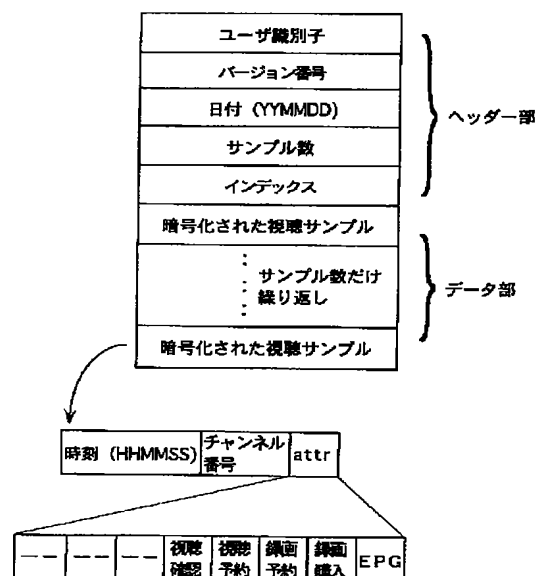 ユーザ識別子
バージョン番号
日付 (YYMMDD)
サンプル数
インデックス
ヘッダー部
暗号化された視聴サンプル
サンプル数だけ
繰り返し
暗号化された視聴サンプル
データ部
時刻 (HHMMSS)
チャンネル
番号
attr
-- -- -- 視聴 視聴 録画 録画 EPG
確認 予約 予約 購入